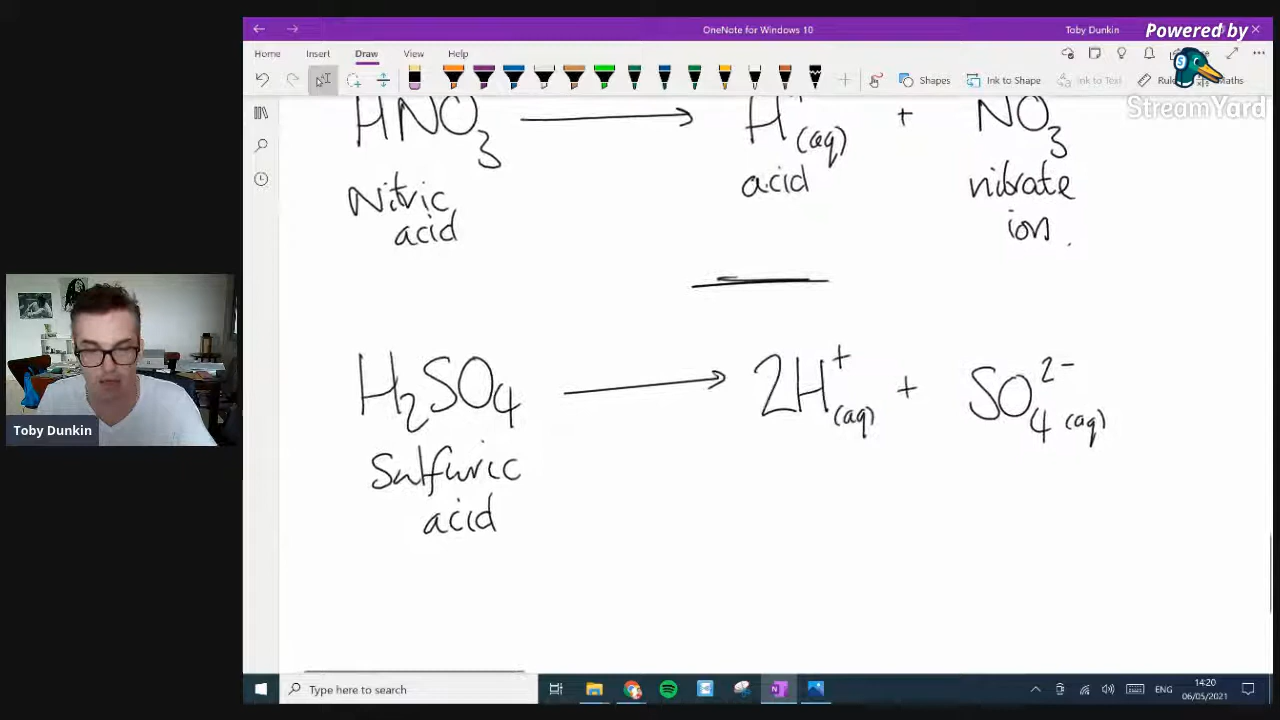 OneNote for Windows 10
Toby Dunkin
Powered by
StreamYard
Home Insert Draw View Help
Shapes Ink to Shape Ink to Text Maths
HNO3 → H+(aq) + NO3
Nitric acid
acid
nitrate ion.
H2SO4 → 2H+(aq) + SO4 2-(aq)
Sulfuric
acid
Toby Dunkin
Type here to search
ENG
14:20
06/05/2021